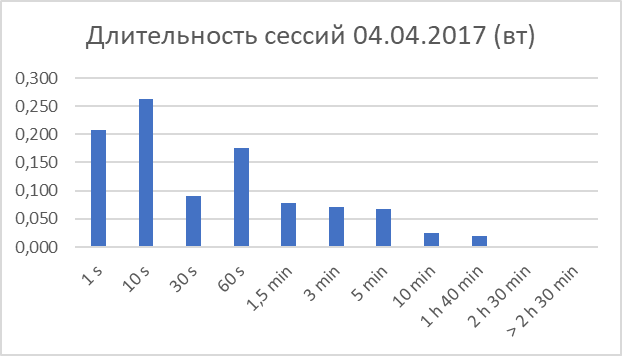 Длительность сессий 04.04.2017 (вт)
0,300
0,250
0,200
0,150
0,100
0,050
0,000
1 s
10 s
30 s
60 s
1,5 min
3 min
5 min
10 min
1 h 40 min
2 h 30 min
> 2 h 30 min